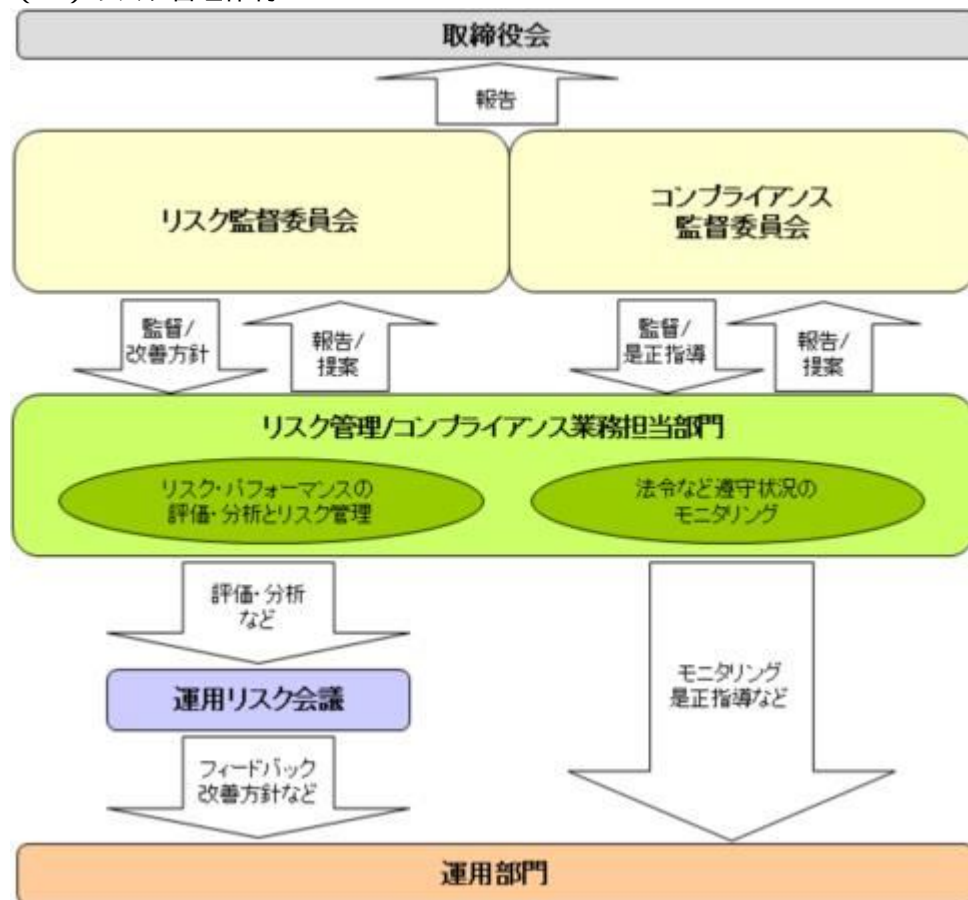 取締役会
報告
リスク監督委員会
コンプライアンス
監督委員会
監督/
改善方針
報告/
提案
監督/
是正指導
報告/
提案
リスク管理/コンプライアンス業務担当部門
リスク・パフォーマンスの
評価・分析とリスク管理
法令など遵守状況の
モニタリング
評価・分析
など
運用リスク会議
モニタリング
是正指導など
フィードバック
改善方針など
運用部門